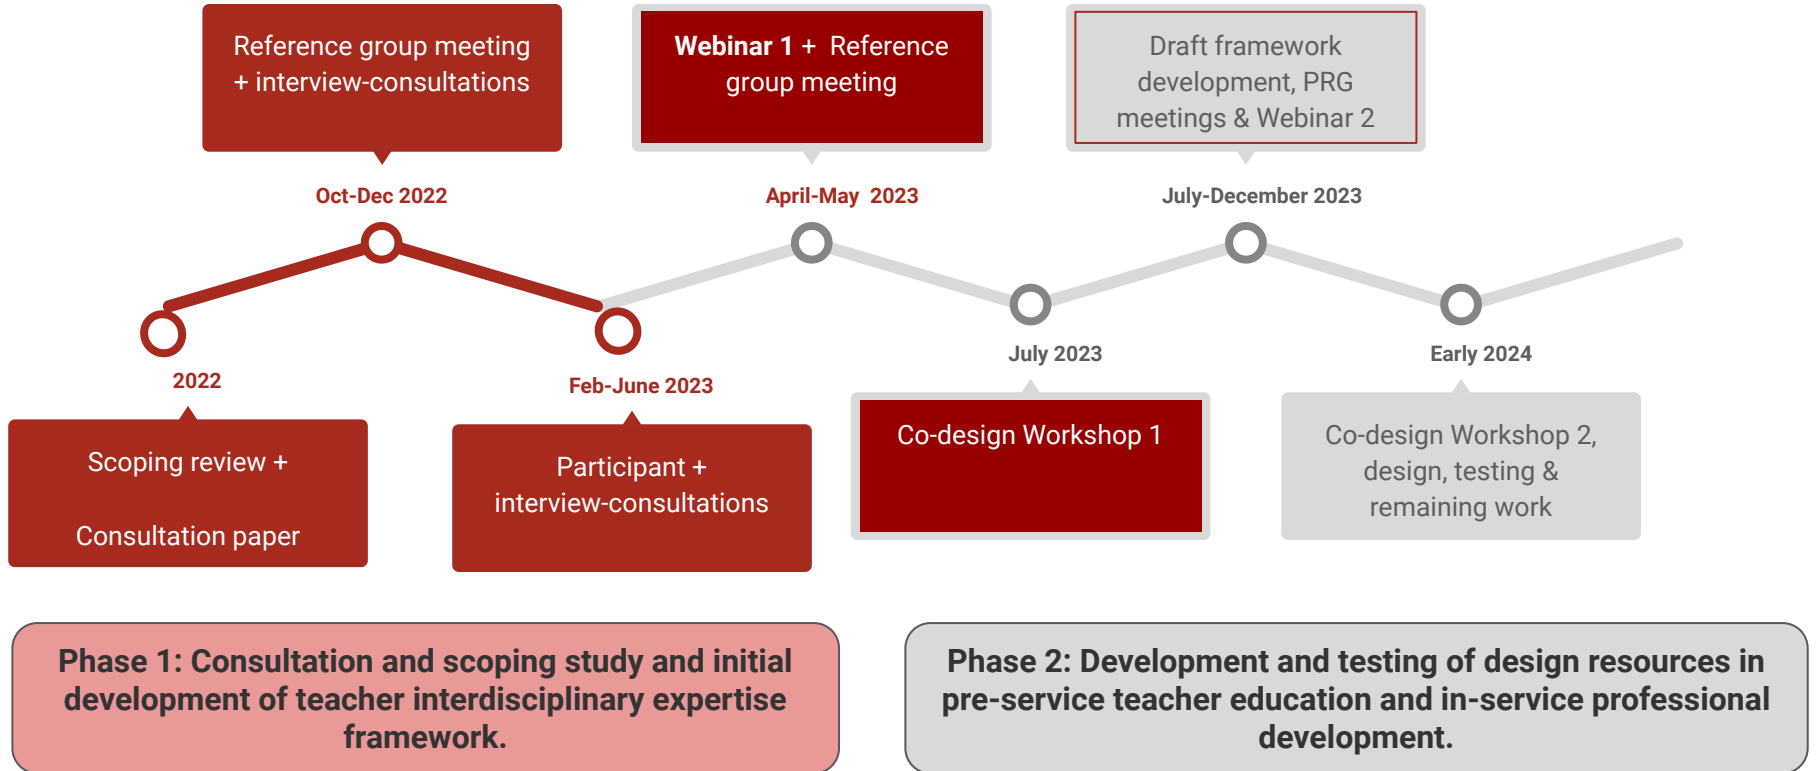 Reference group meeting
+ interview-consultations
Webinar 1 + Reference
group meeting
Draft framework
development, PRG
meetings & Webinar 2
Oct-Dec 2022
April-May 2023
July-December 2023
2022
Feb-June 2023
July 2023
Early 2024
Scoping review +
Consultation paper
Participant +
interview-consultations
Co-design Workshop 1
Co-design Workshop 2,
design, testing &
remaining work
Phase 1: Consultation and scoping study and initial
development of teacher interdisciplinary expertise
framework.
Phase 2: Development and testing of design resources in
pre-service teacher education and in-service professional
development.